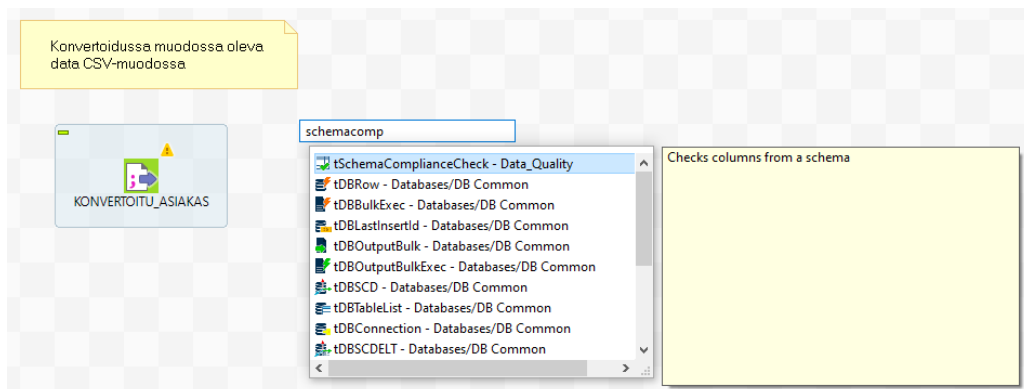 Konvertoidussa muodossa oleva
data CSV-muodossa
KONVERTOITU_ASIAKAS
schemacomp
tSchemaComplianceCheck - Data_Quality
tDBRow - Databases/DB Common
tDBBulkExec - Databases/DB Common
tDBLastInsertId - Databases/DB Common
tDBOutputBulk - Databases/DB Common
tDBOutputBulkExec - Databases/DB Common
tDBSCD - Databases/DB Common
tDBTableList - Databases/DB Common
tDBConnection - Databases/DB Common
tDBSCDELT - Databases/DB Common
Checks columns from a schema